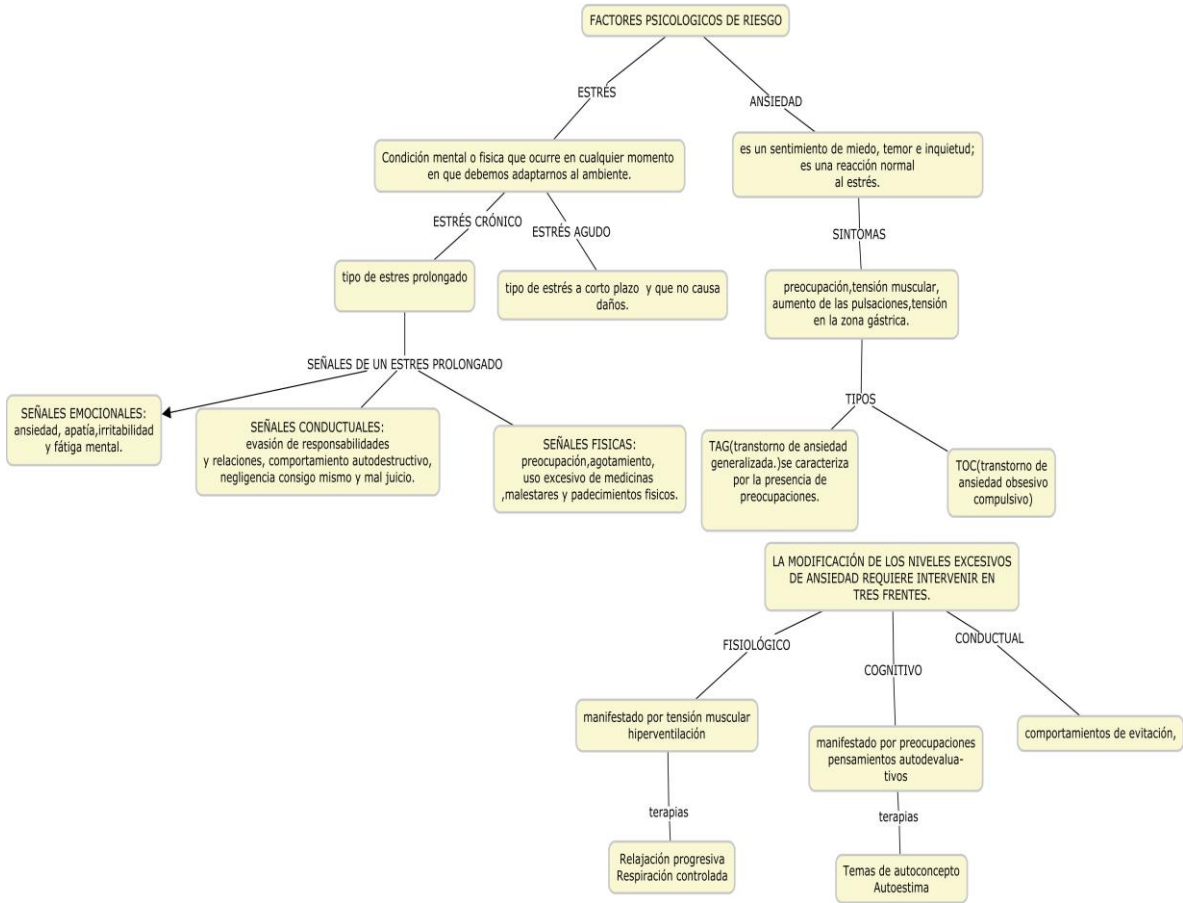 FACTORES PSICOLOGICOS DE RIESGO
ESTRÉS
ANSIEDAD
Condición mental o fisica que ocurre en cualquier momento
en que debemos adaptarnos al ambiente.
es un sentimiento de miedo, temor e inquietud;
es una reacción normal
al estrés.
ESTRÉS CRÓNICO
ESTRÉS AGUDO
SINTOMAS
tipo de estres prolongado
tipo de estrés a corto plazo y que no causa
daños.
preocupación,tensión muscular,
aumento de las pulsaciones,tensión
en la zona gástrica.
SEÑALES DE UN ESTRES PROLONGADO
TIPOS
SEÑALES EMOCIONALES:
ansiedad, apatía,irritabilidad
y fátiga mental.
SEÑALES CONDUCTUALES:
evasión de responsabilidades
y relaciones, comportamiento autodestructivo,
negligencia consigo mismo y mal juicio.
SEÑALES FISICAS:
preocupación,agotamiento,
uso excesivo de medicinas
,malestares y padecimientos fisicos.
TAG(transtorno de ansiedad
generalizada.)se caracteriza
por la presencia de
preocupaciones.
TOC(transtorno de
ansiedad obsesivo
compulsivo)
LA MODIFICACIÓN DE LOS NIVELES EXCESIVOS
DE ANSIEDAD REQUIERE INTERVENIR EN
TRES FRENTES.
FISIOLÓGICO
COGNITIVO
CONDUCTUAL
manifestado por tensión muscular
hiperventilación
manifestado por preocupaciones
pensamientos autodevalua-
tivos
comportamientos de evitación,
terapias
terapias
Relajación progresiva
Respiración controlada
Temas de autoconcepto
Autoestima